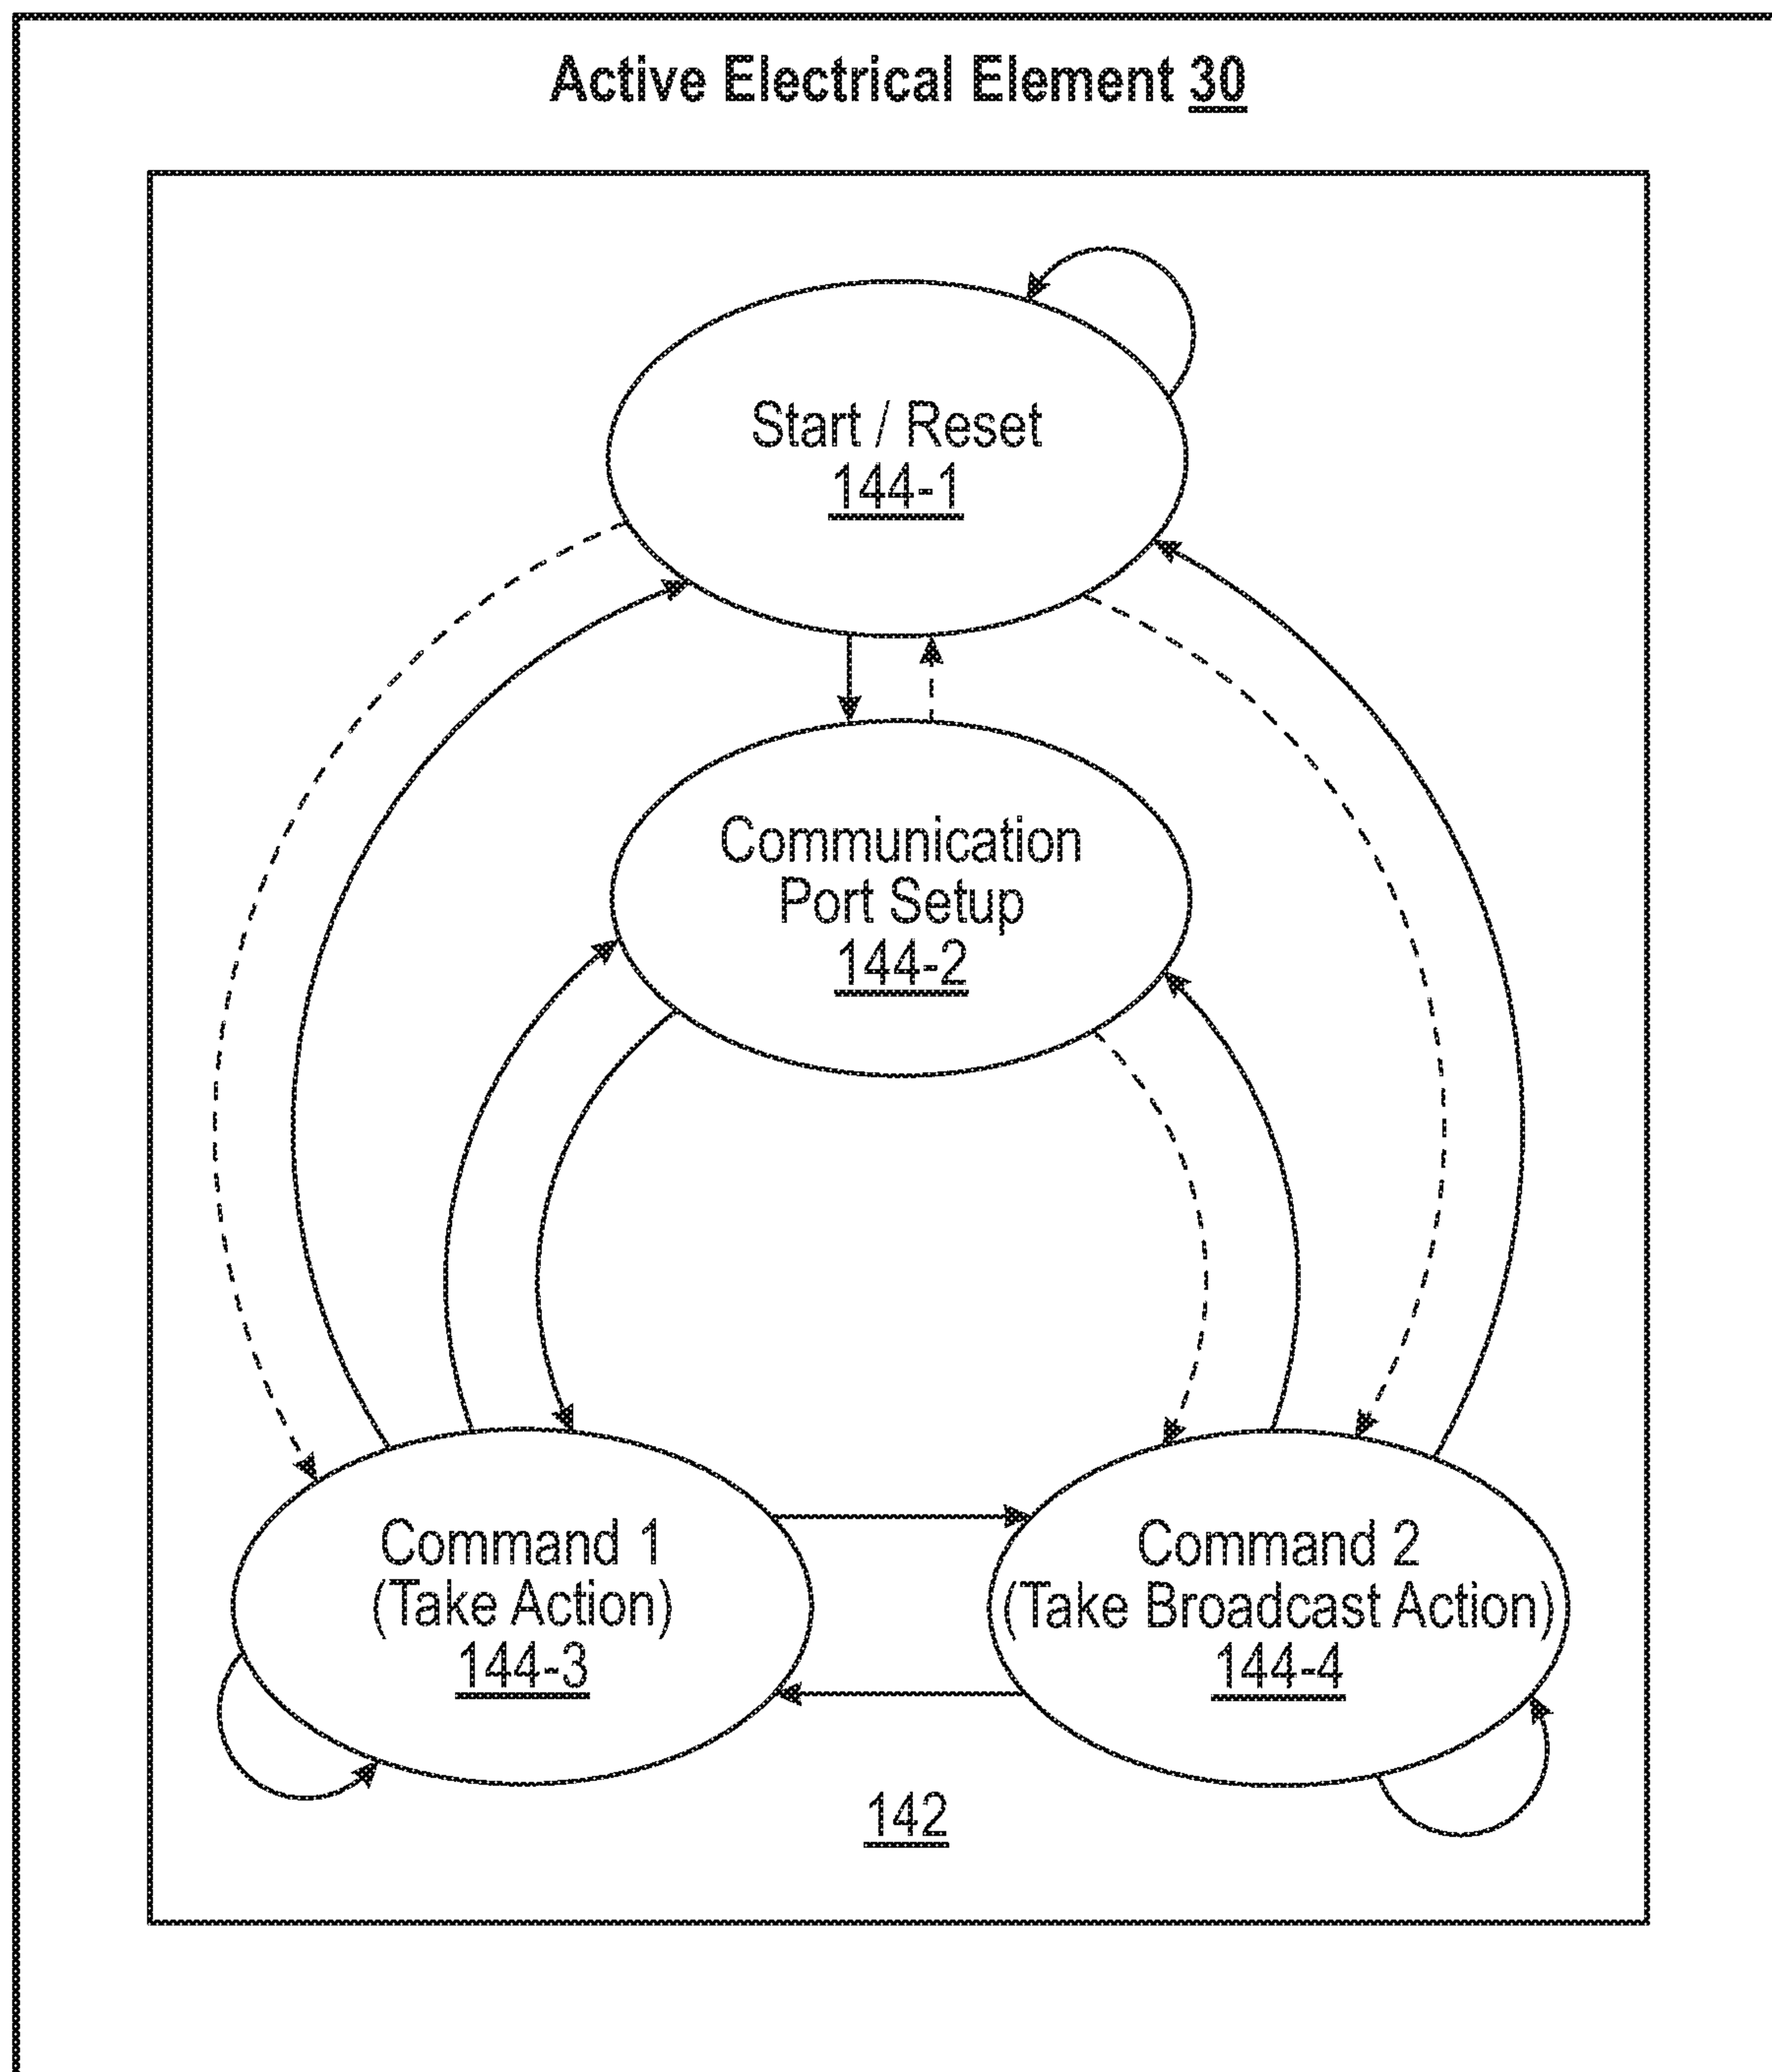 Active Electrical Element 30
Start / Reset
144-1
Communication
Port Setup
144-2
Command 1
(Take Action)
144-3
Command 2
(Take Broadcast Action)
144-4
142